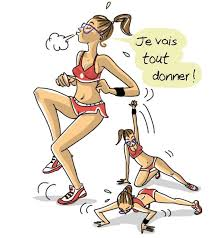 Je vais
tout
donner !